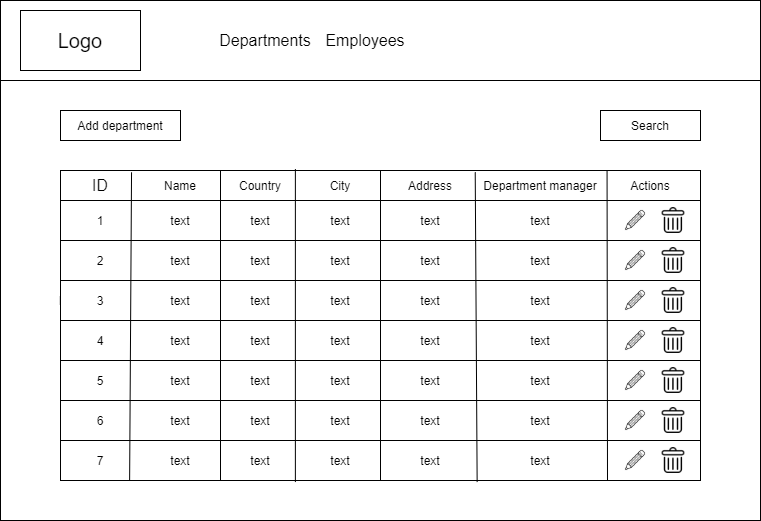 Logo
Departments Employees
Add department
Search
ID Name Country City Address Department manager Actions
1 text text text text text
2 text text text text text
3 text text text text text
4 text text text text text
5 text text text text text
6 text text text text text
7 text text text text text